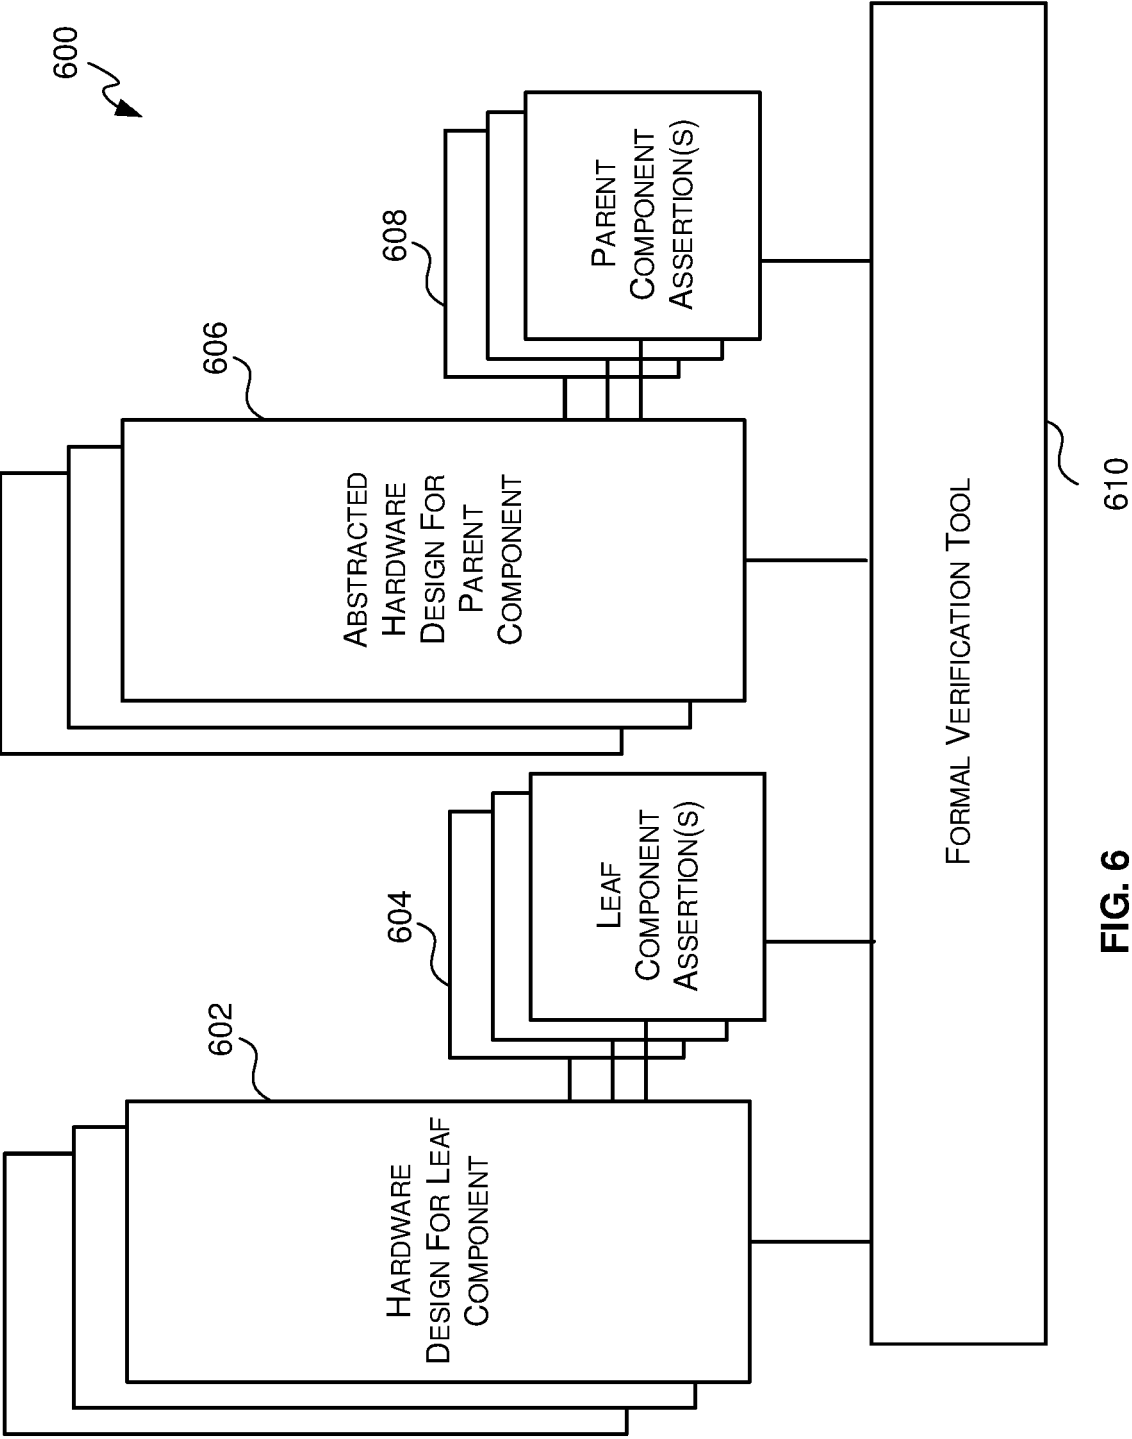 600
602
HARDWARE
DESIGN FOR LEAF
COMPONENT
604
LEAF
COMPONENT
ASSERTION(S)
606
ABSTRACTED
HARDWARE
DESIGN FOR
PARENT
COMPONENT
608
PARENT
COMPONENT
ASSERTION(S)
FORMAL VERIFICATION TOOL
610
FIG. 6